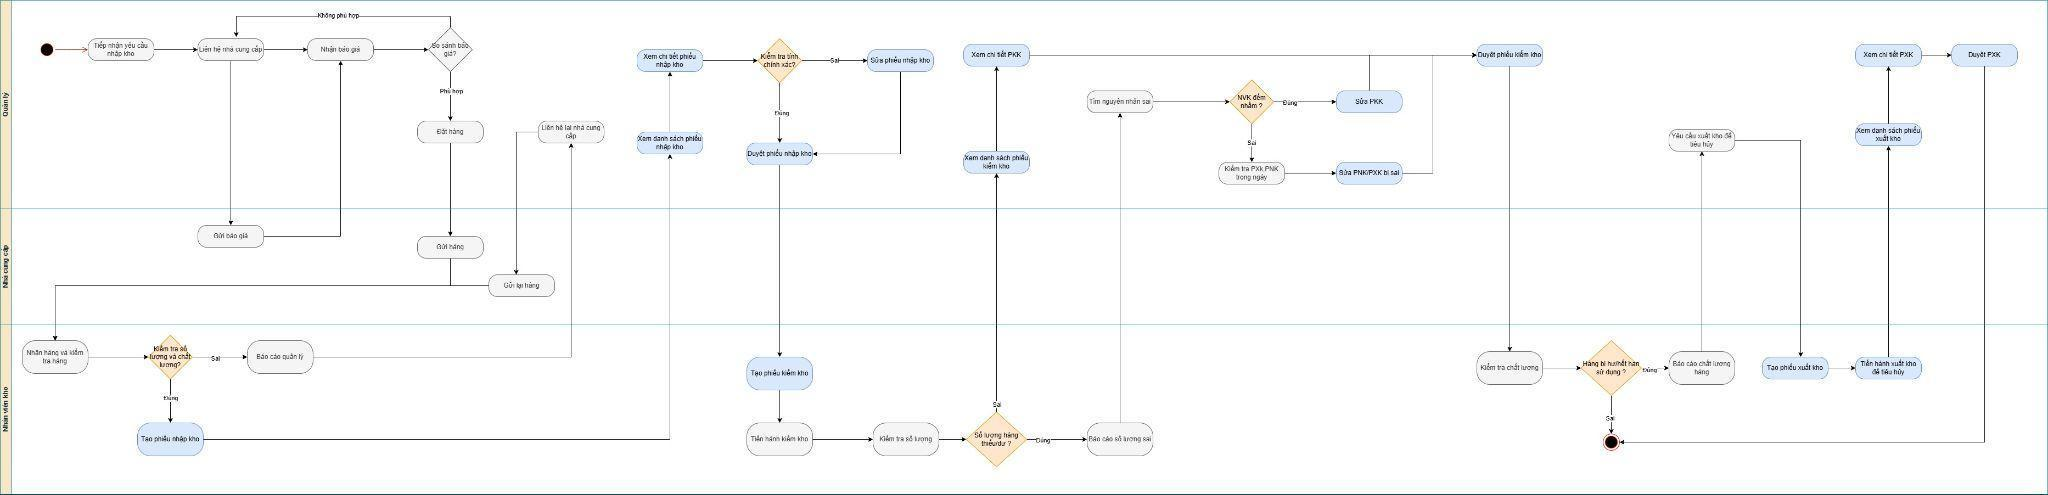 Không phù hợp
Tiếp nhận yêu cầu
nhập kho
Liên hệ nhà cung cấp
Nhận báo giá
So sánh báo
giá?
Phù hợp
Đặt hàng
Liên hệ lại nhà cung
cấp
Quản lý
Xem chi tiết phiếu
nhập kho
Kiểm tra tính
chính xác?
Sai
Sửa phiếu nhập kho
Đúng
Xem danh sách phiếu
nhập kho
Duyệt phiếu nhập kho
Xem chi tiết PKK
Xem danh sách phiếu
kiểm kho
Tìm nguyên nhân sai
NVK đếm
nhầm ?
Đúng
Sửa PKK
Sai
Kiểm tra PXk PNK
trong ngày
Sửa PNK/PXK bị sai
Duyệt phiếu kiểm kho
Yêu cầu xuất kho để
tiêu hủy
Xem chi tiết PXK
Duyệt PXK
Xem danh sách phiếu
xuất kho
Nhà cung cấp
Gửi báo giá
Gửi hàng
Gửi lại hàng
Nhân viên kho
Nhận hàng và kiểm
tra hàng
Kiểm tra số
lượng và chất
lượng?
Sai
Báo cáo quản lý
Đúng
Tạo phiếu nhập kho
Tạo phiếu kiểm kho
Tiến hành kiểm kho
Kiểm tra số lượng
Sai
Số lượng hàng
thiếu/dư ?
Đúng
Báo cáo số lượng sai
Kiểm tra chất lượng
Hàng bị hư/hết hạn
sử dụng ?
Đúng
Báo cáo chất lượng
hàng
Sai
Tạo phiếu xuất kho
Tiến hành xuất kho
để tiêu hủy